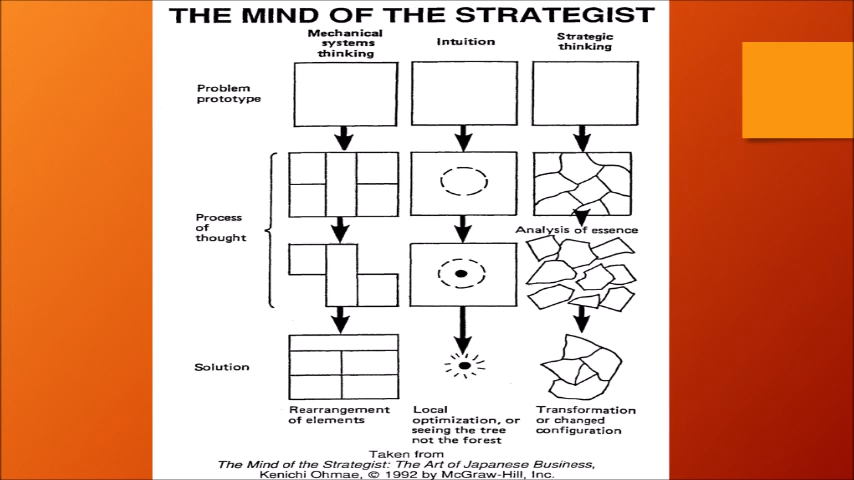 THE MIND OF THE STRATEGIST
Mechanical
systems
thinking
Intuition
Strategic
thinking
Problem
prototype
Process
of
thought
Analysis of essence
Solution
Rearrangement
of elements
Local
optimization, or
seeing the tree
not the forest
Transformation
or changed
configuration
Taken from
The Mind of the Strategist: The Art of Japanese Business,
Kenichi Ohmae, © 1992 by McGraw-Hill, Inc.